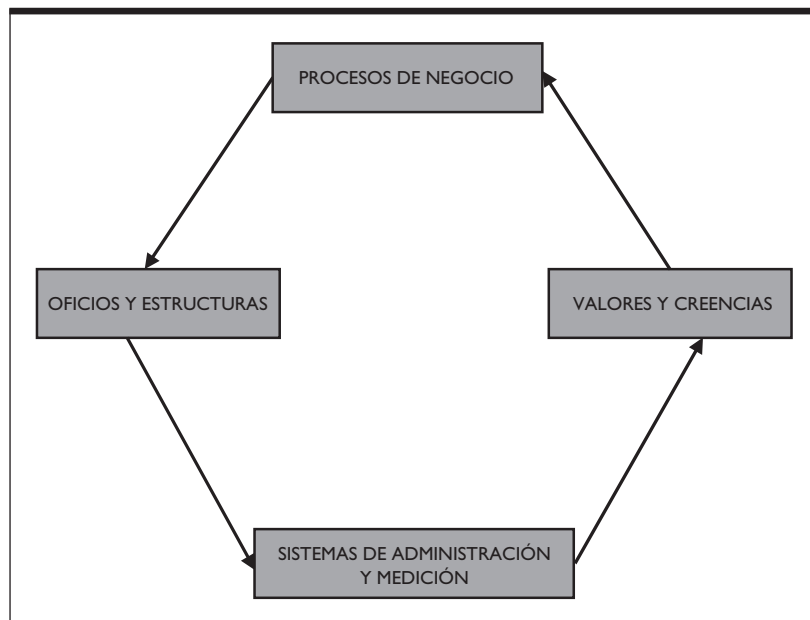 PROCESOS DE NEGOCIO
OFICIOS Y ESTRUCTURAS
VALORES Y CREENCIAS
SISTEMAS DE ADMINISTRACIÓN
Y MEDICIÓN